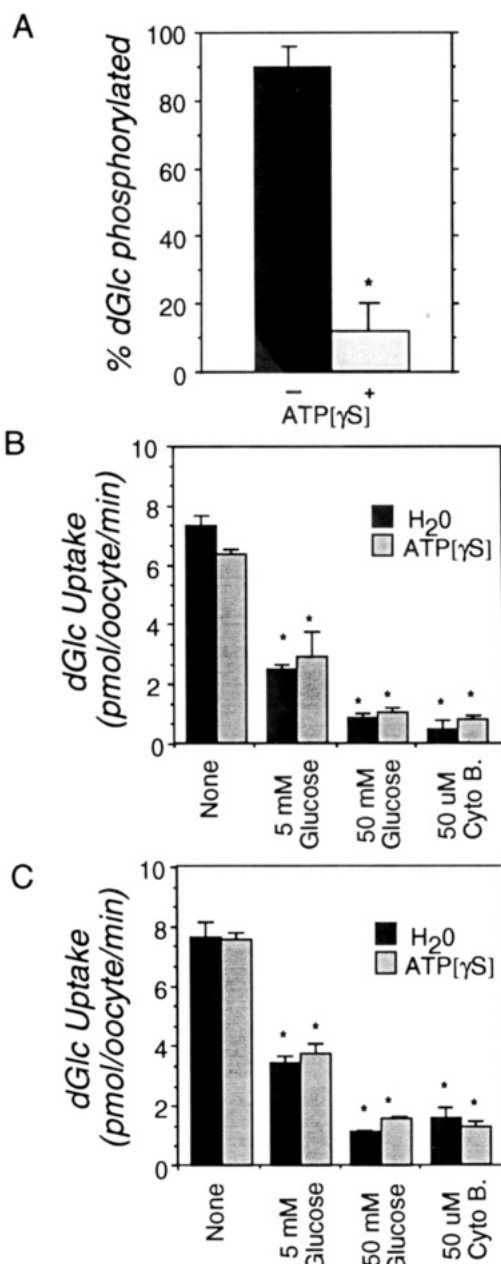 A
% dGlc phosphorylated
100
80
60
40
20
0
*
− +
ATP[γS]
B
dGlc Uptake
(pmol/oocyte/min)
10
8
6
4
2
0
H20
ATP[γS]
* * * * * *
None
5 mM
Glucose
50 mM
Glucose
50 uM
Cyto B.
C
dGlc Uptake
(pmol/oocyte/min)
10
8
6
4
2
0
H20
ATP[γS]
* * * * * *
None
5 mM
Glucose
50 mM
Glucose
50 uM
Cyto B.